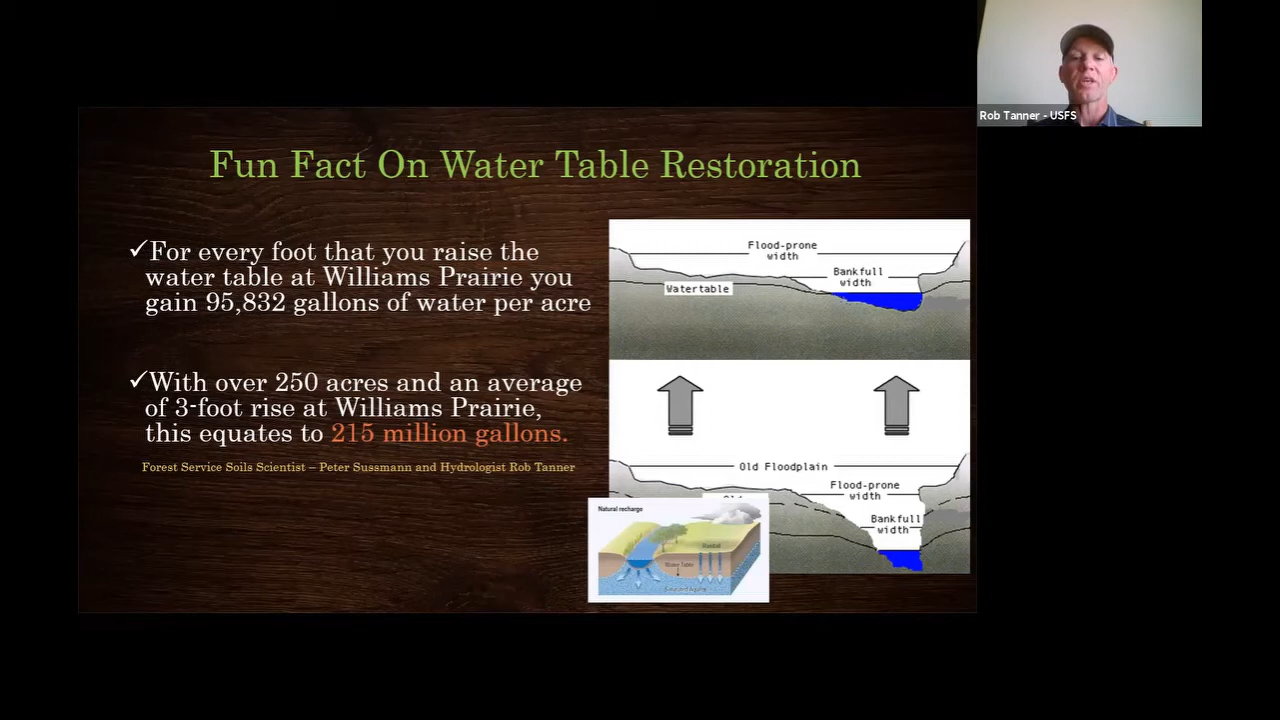 Rob Tanner - USFS
Fun Fact On Water Table Restoration
✓For every foot that you raise the
water table at Williams Prairie you
gain 95,832 gallons of water per acre
✓With over 250 acres and an average
of 3-foot rise at Williams Prairie,
this equates to 215 million gallons.
Forest Service Soils Scientist – Peter Sussmann and Hydrologist Rob Tanner
Flood-prone
width
Bankfull
width
Watertable
Old Floodplain
Flood-prone
width
Bankfull
width
Natural recharge
Rainfall
Water Table